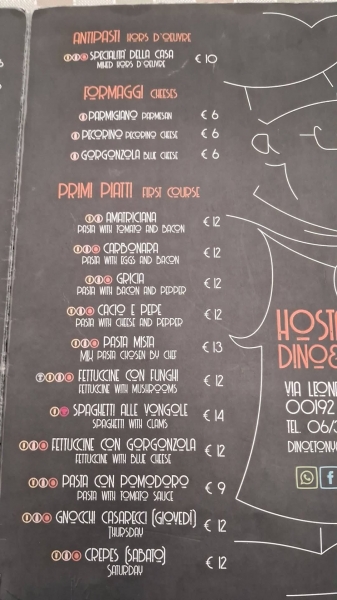 ANTIPASTI HORS D'OEUVRE
SPECIALITA' DELLA CASA € 10
MIXED HORS D'OEUVRE
FORMAGGI CHEESES
PARMIGIANO PARMESAN € 6
PECORINO PECORINO CHEESE € 6
GORGONZOLA BLUE CHEESE € 6
PRIMI PIATTI FIRST COURSE
AMATRICIANA € 12
PASTA WITH TOMATO AND BACON
CARBONARA € 12
PASTA WITH EGGS AND BACON
GRICIA € 12
PASTA WITH BACON AND PEPPER
CACIO E PEPE € 12
PASTA WITH CHEESE AND PEPPER
PASTA MISTA € 13
MIX PASTA CHOSEN BY CHEF
FETTUCCINE CON FUNGHI € 12
FETTUCCINE WITH MUSHROOMS
SPAGHETTI ALLE VONGOLE € 14
SPAGHETTI WITH CLAMS
FETTUCCINE CON GORGONZOLA € 12
FETTUCCINE WITH BLUE CHEESE
PASTA CON POMODORO € 9
PASTA WITH TOMATO SAUCE
GNOCCHI CASARECCI (GIOVEDÌ) € 12
THURSDAY
CREPES (SABATO) € 12
SATURDAY
HOST
DINO&
VIA LEON
00192
TEL. 06/3
DINOETONY